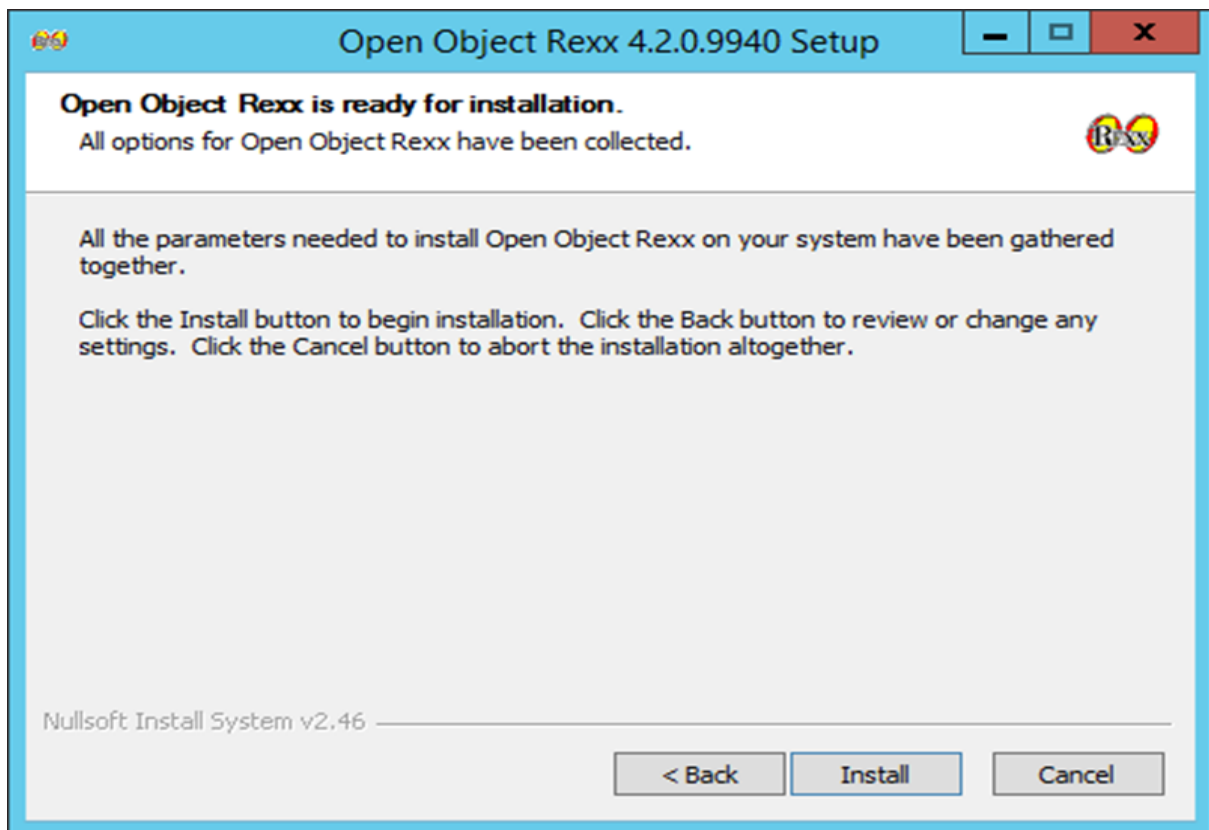 Open Object Rexx 4.2.0.9940 Setup
Open Object Rexx is ready for installation.
All options for Open Object Rexx have been collected.
Rexx
All the parameters needed to install Open Object Rexx on your system have been gathered
together.
Click the Install button to begin installation.  Click the Back button to review or change any
settings.  Click the Cancel button to abort the installation altogether.
Nullsoft Install System v2.46
< Back
Install
Cancel